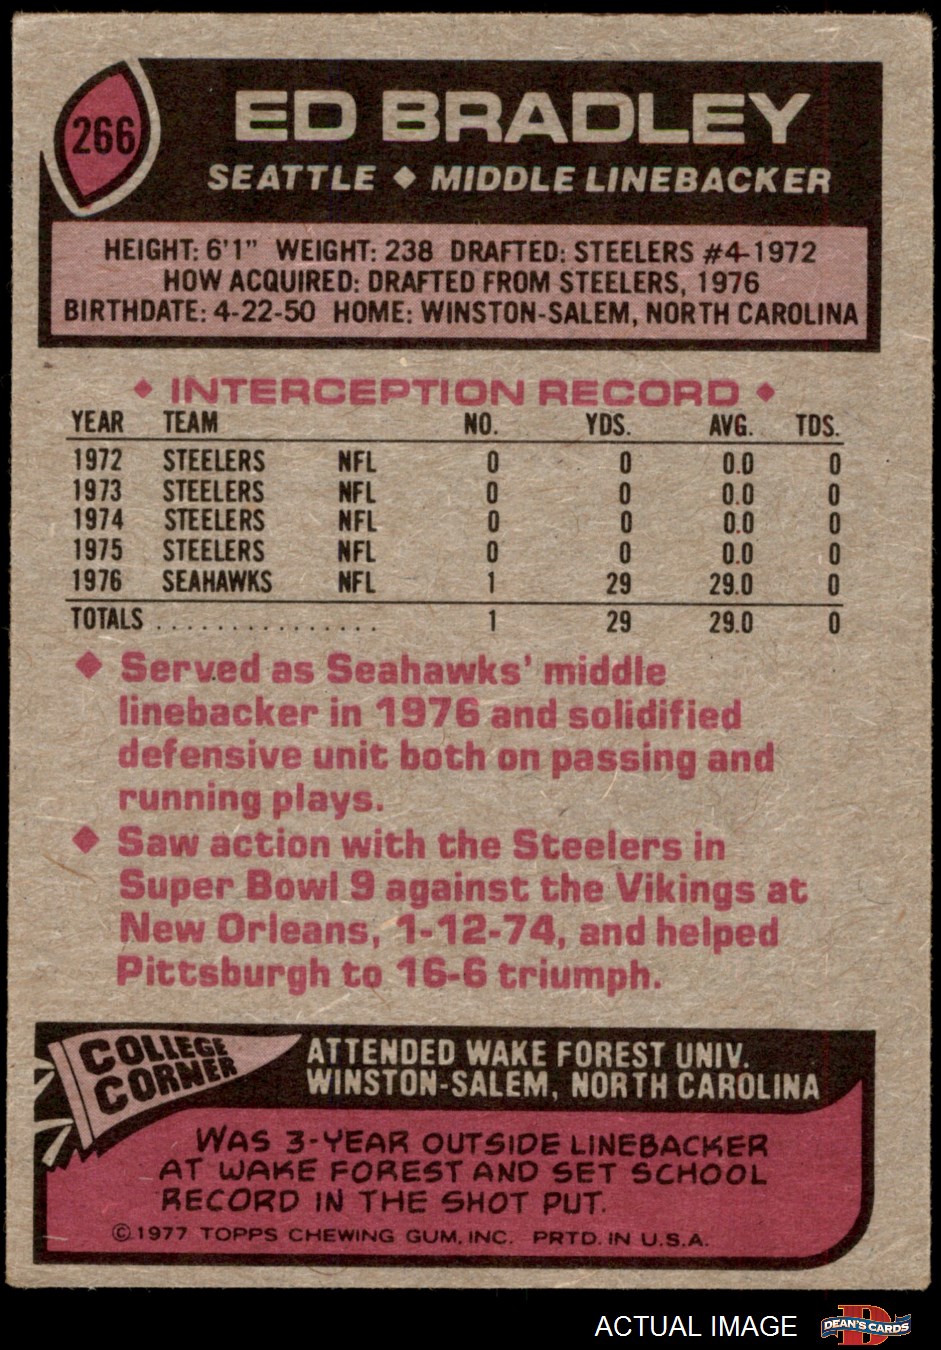 266
ED BRADLEY
SEATTLE ◆ MIDDLE LINEBACKER
HEIGHT: 6'1" WEIGHT: 238 DRAFTED: STEELERS #4-1972
HOW ACQUIRED: DRAFTED FROM STEELERS, 1976
BIRTHDATE: 4-22-50 HOME: WINSTON-SALEM, NORTH CAROLINA
◆ INTERCEPTION RECORD ◆
YEAR TEAM NO. YDS. AVG. TDS.
1972 STEELERS NFL 0 0 0.0 0
1973 STEELERS NFL 0 0 0.0 0
1974 STEELERS NFL 0 0 0.0 0
1975 STEELERS NFL 0 0 0.0 0
1976 SEAHAWKS NFL 1 29 29.0 0
TOTALS . . . . . . . . . . . . . . . 1 29 29.0 0
◆ Served as Seahawks' middle
linebacker in 1976 and solidified
defensive unit both on passing and
running plays.
◆ Saw action with the Steelers in
Super Bowl 9 against the Vikings at
New Orleans, 1-12-74, and helped
Pittsburgh to 16-6 triumph.
COLLEGE
CORNER
ATTENDED WAKE FOREST UNIV.
WINSTON-SALEM, NORTH CAROLINA
WAS 3-YEAR OUTSIDE LINEBACKER
AT WAKE FOREST AND SET SCHOOL
RECORD IN THE SHOT PUT.
©1977 TOPPS CHEWING GUM, INC. PRTD. IN U.S.A.
ACTUAL IMAGE
D
DEAN'S CARDS